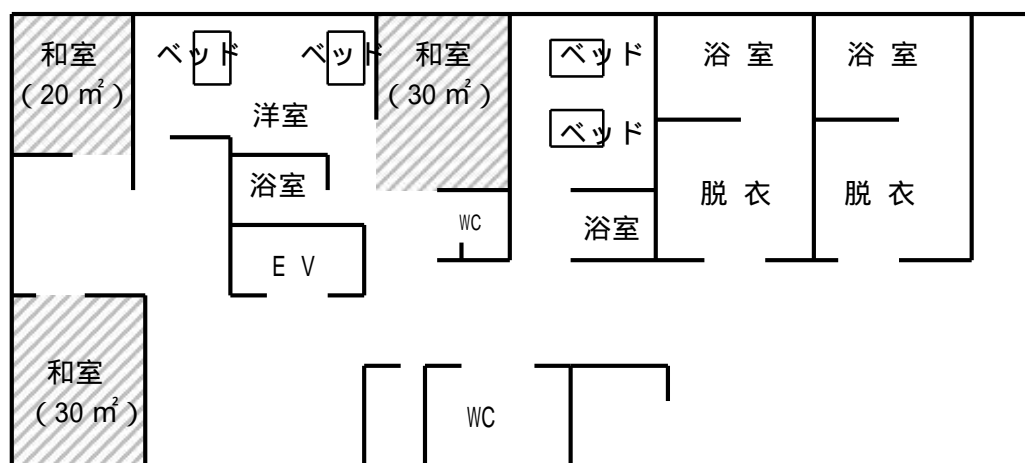 和室
（20 ㎡）
ベッド
ベッド
洋室
浴室
E V
和室
（30 ㎡）
WC
ベッド
ベッド
浴室
浴 室
脱 衣
浴 室
脱 衣
和室
（30 ㎡）
WC